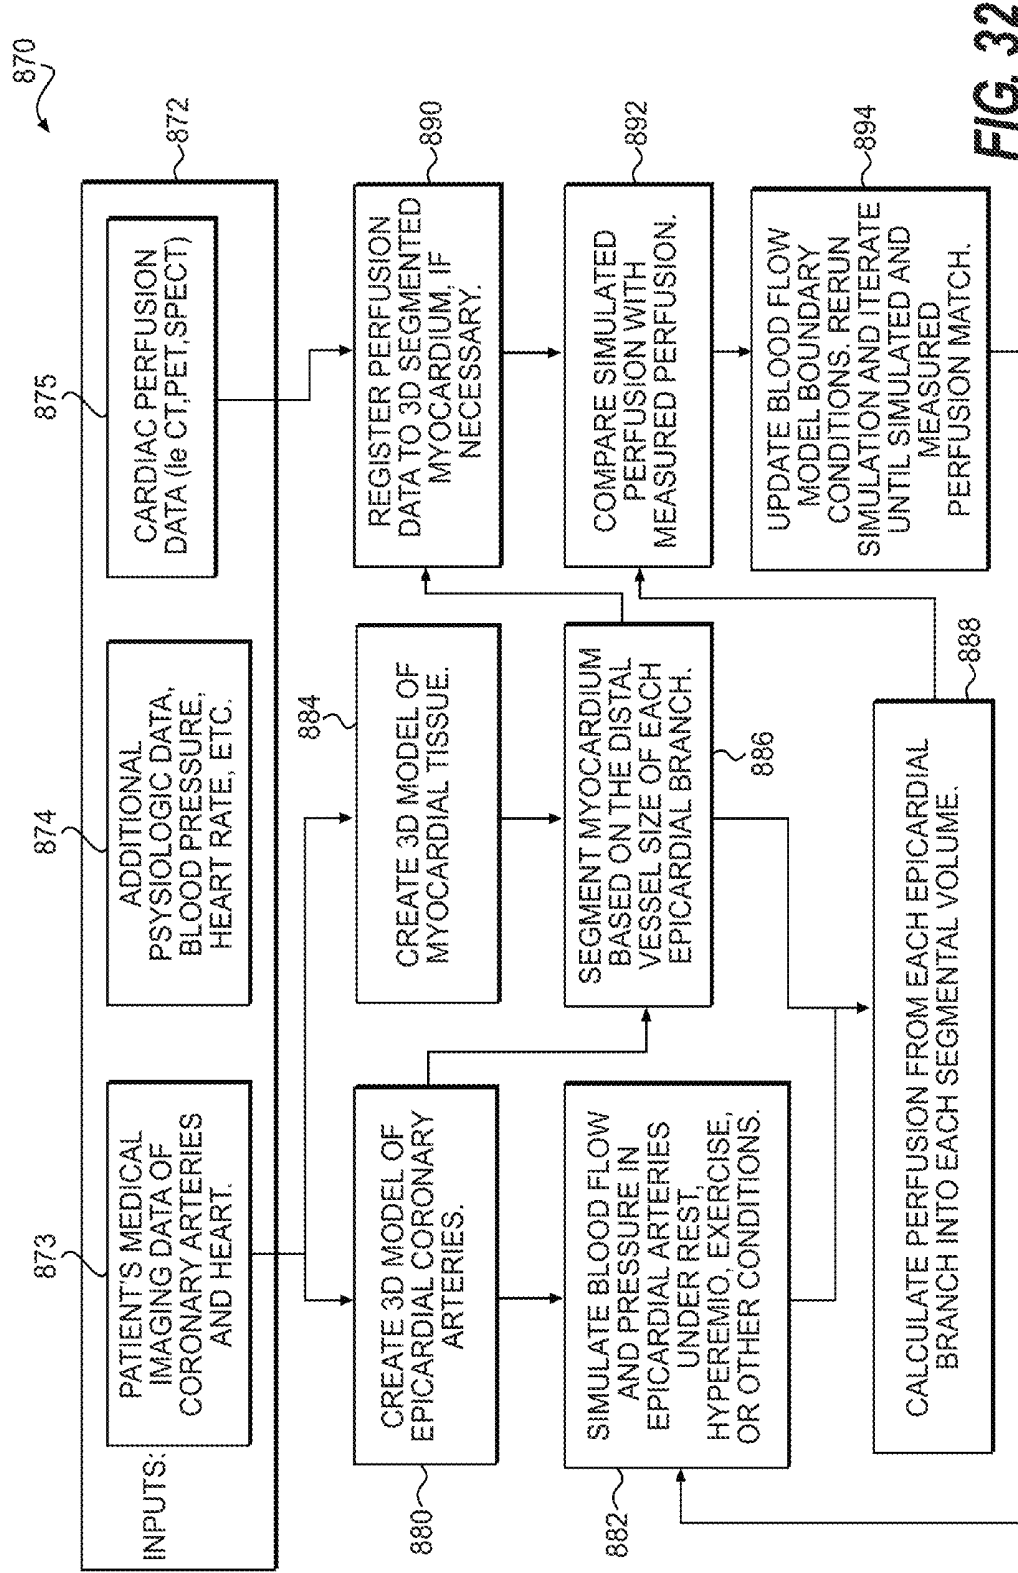 870
872
INPUTS:
873
PATIENT'S MEDICAL
IMAGING DATA OF
CORONARY ARTERIES
AND HEART.
874
ADDITIONAL
PSYSIOLOGIC DATA,
BLOOD PRESSURE,
HEART RATE, ETC.
875
CARDIAC PERFUSION
DATA (Ie CT,PET,SPECT)
880
CREATE 3D MODEL OF
EPICARDIAL CORONARY
ARTERIES.
884
CREATE 3D MODEL OF
MYOCARDIAL TISSUE.
890
REGISTER PERFUSION
DATA TO 3D SEGMENTED
MYOCARDIUM, IF
NECESSARY.
882
SIMULATE BLOOD FLOW
AND PRESSURE IN
EPICARDIAL ARTERIES
UNDER REST,
HYPEREMIO, EXERCISE,
OR OTHER CONDITIONS.
SEGMENT MYOCARDIUM
BASED ON THE DISTAL
VESSEL SIZE OF EACH
EPICARDIAL BRANCH.
886
892
COMPARE SIMULATED
PERFUSION WITH
MEASURED PERFUSION.
894
UPDATE BLOOD FLOW
MODEL BOUNDARY
CONDITIONS. RERUN
SIMULATION AND ITERATE
UNTIL SIMULATED AND
MEASURED
PERFUSION MATCH.
888
CALCULATE PERFUSION FROM EACH EPICARDIAL
BRANCH INTO EACH SEGMENTAL VOLUME.
FIG. 32